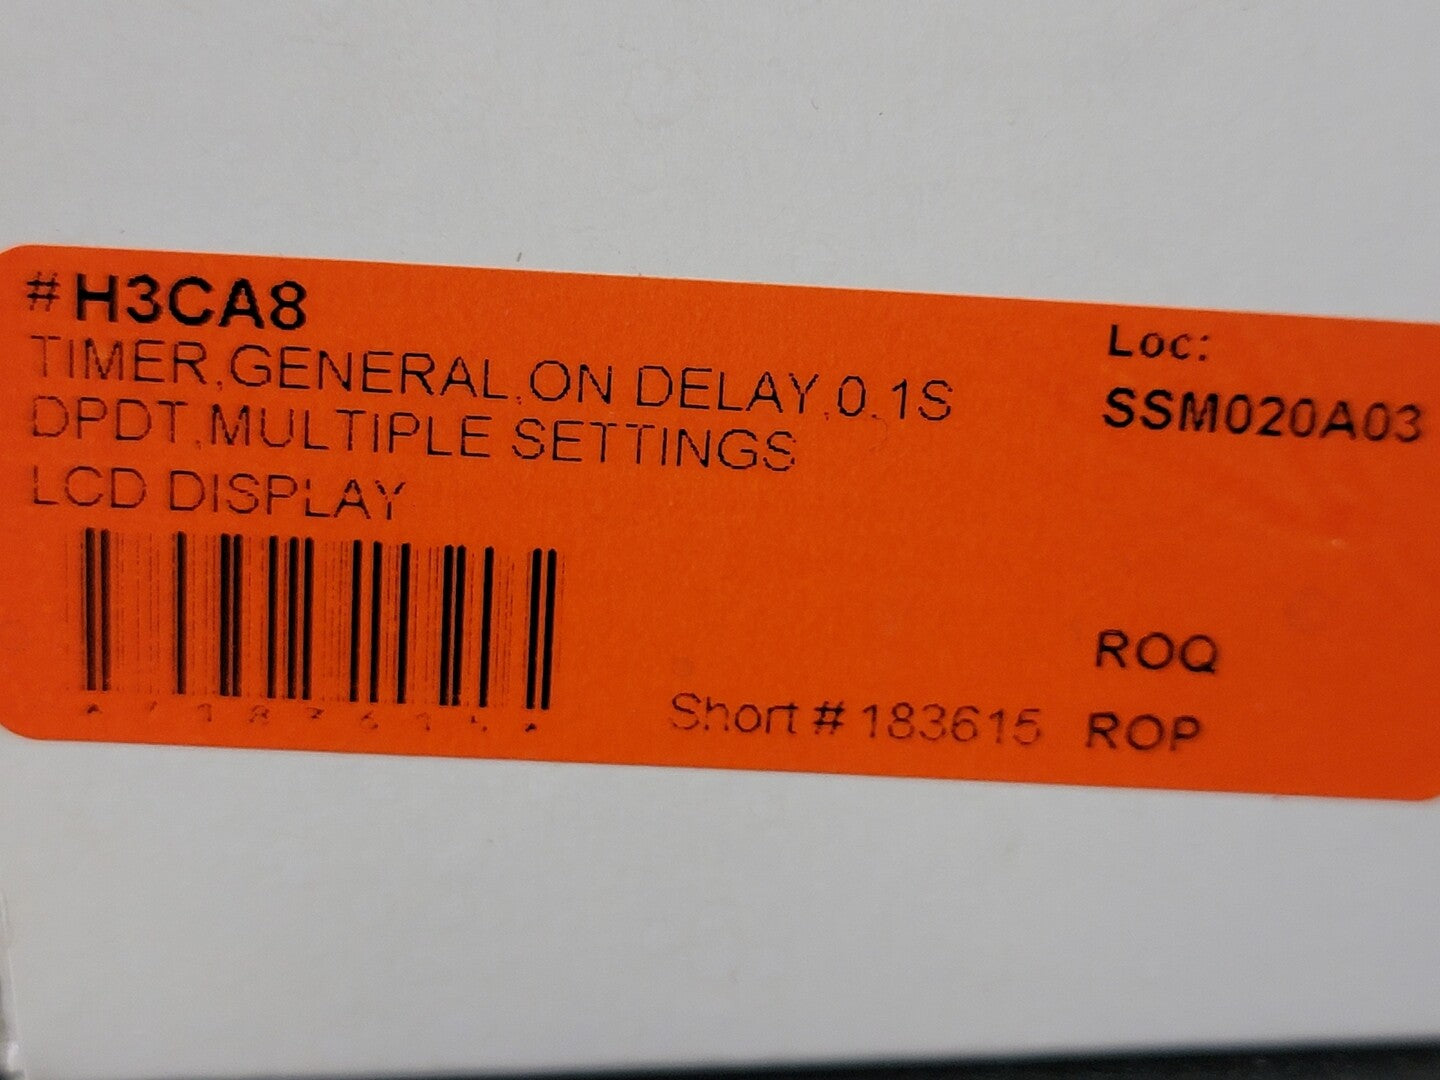 #H3CA8
TIMER,GENERAL,ON DELAY,0.1S
DPDT,MULTIPLE SETTINGS
LCD DISPLAY
Loc:
SSM020A03
ROQ
Short # 183615
ROP